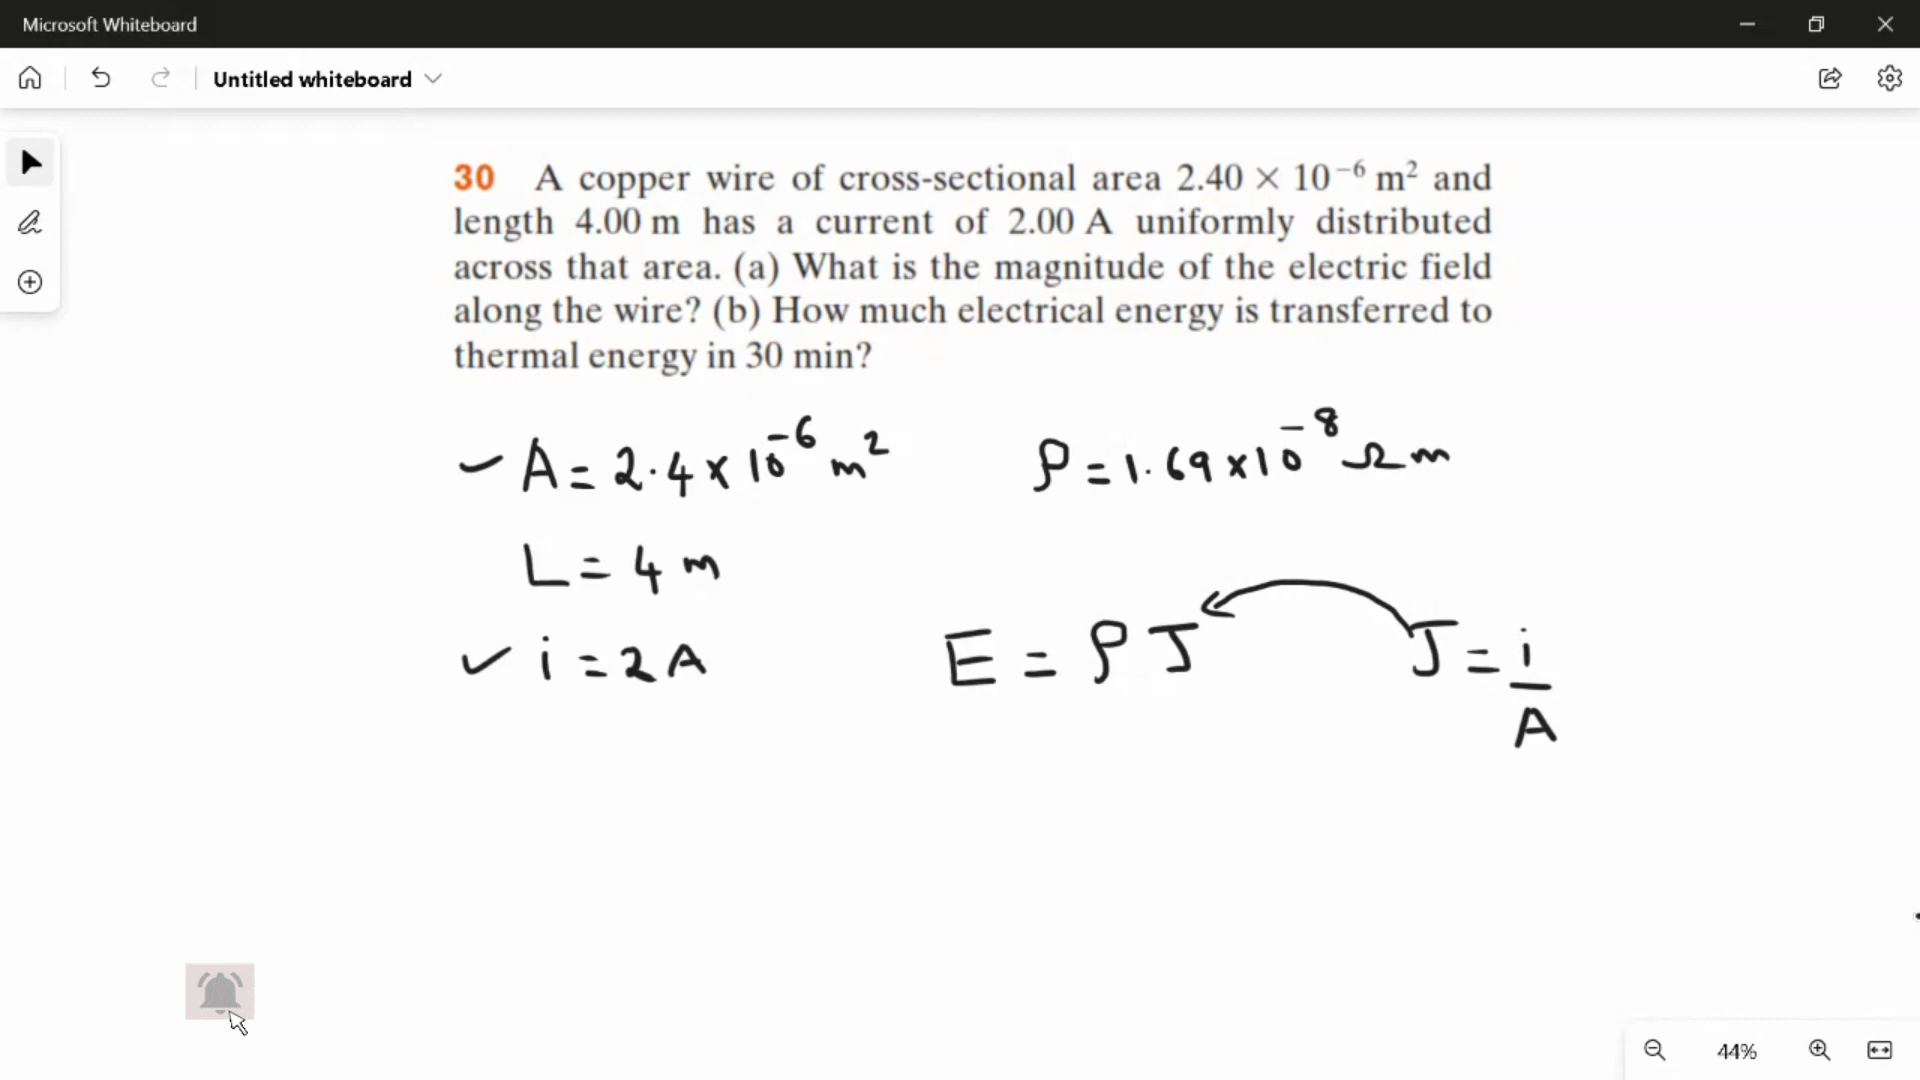 Microsoft Whiteboard
Untitled whiteboard
30 A copper wire of cross-sectional area 2.40 × 10⁻⁶ m² and
length 4.00 m has a current of 2.00 A uniformly distributed
across that area. (a) What is the magnitude of the electric field
along the wire? (b) How much electrical energy is transferred to
thermal energy in 30 min?
✓ A = 2.4 × 10⁻⁶ m²
ρ = 1.69 × 10⁻⁸ Ω m
L = 4 m
✓ i = 2 A
E = ρ J
J = i/A
44%